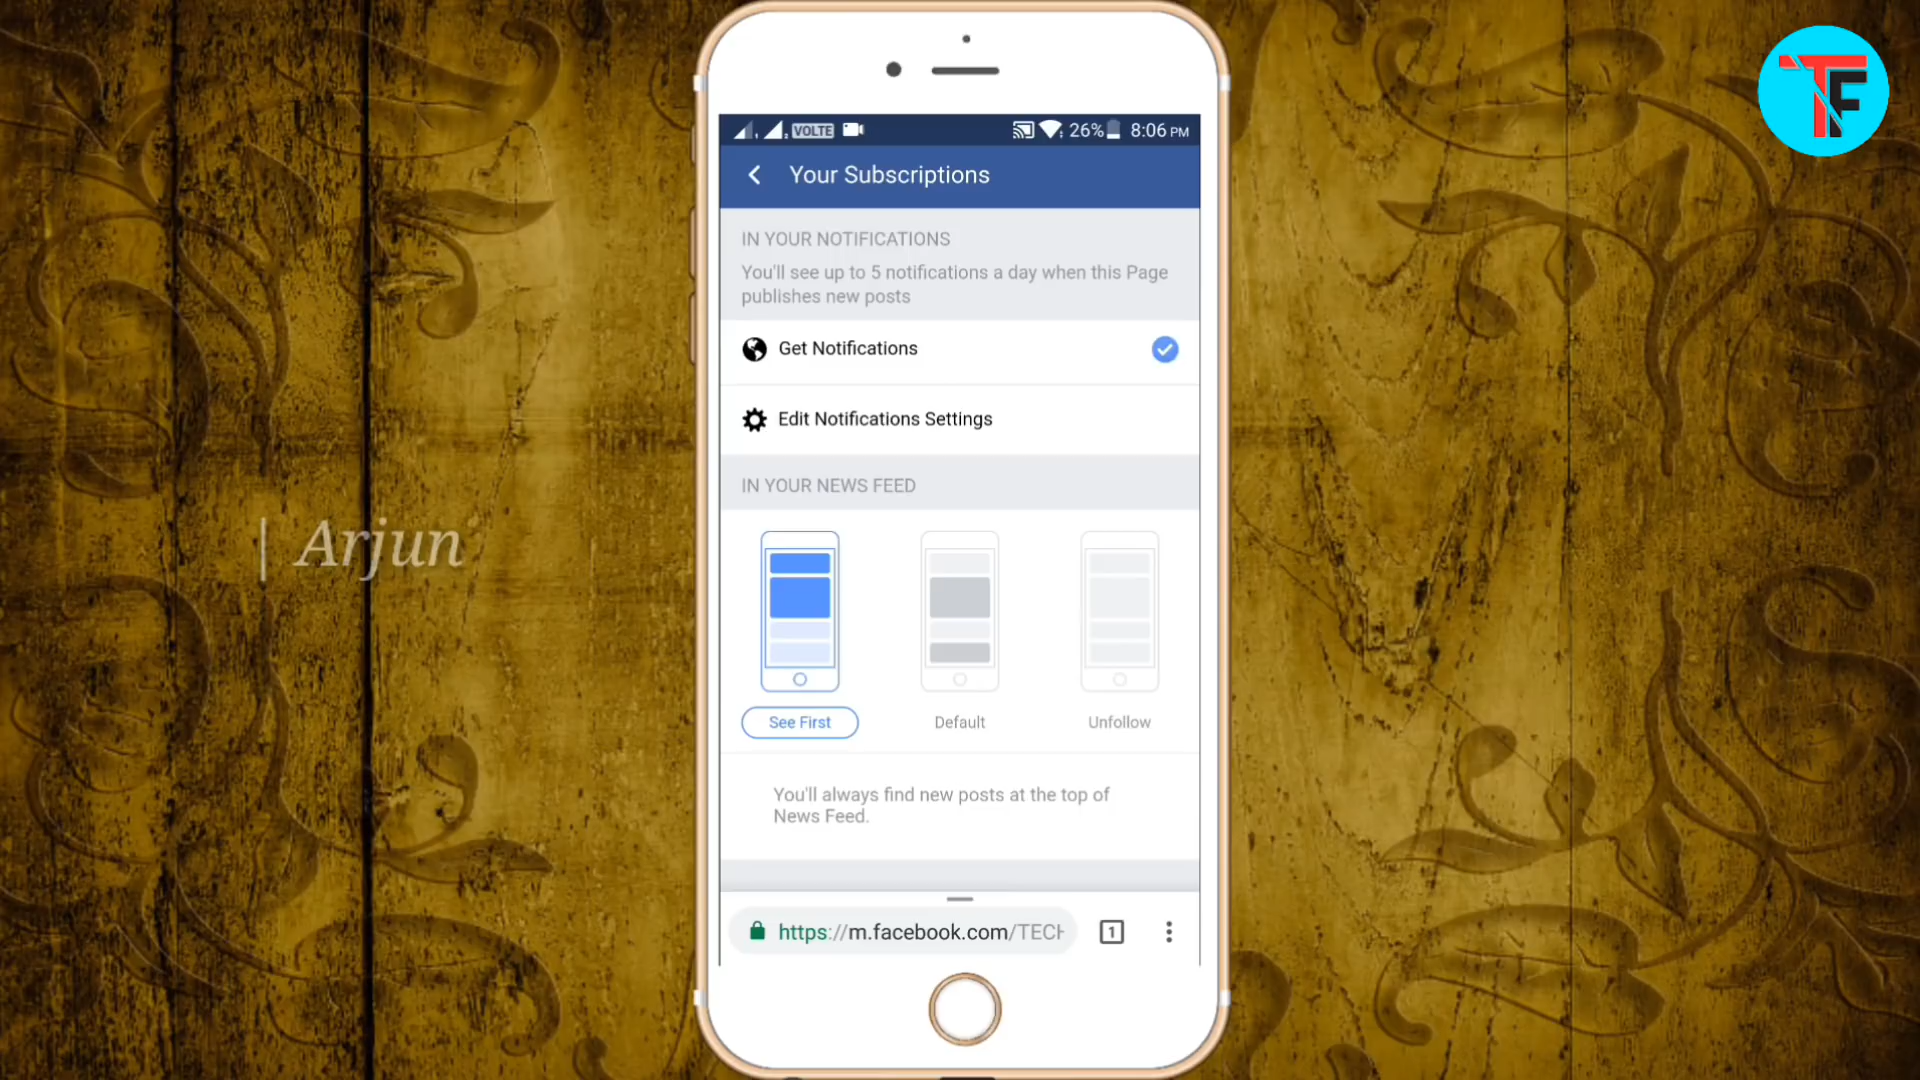 TF
VOLTE
26%
8:06 PM
Your Subscriptions
IN YOUR NOTIFICATIONS
You'll see up to 5 notifications a day when this Page
publishes new posts
Get Notifications
Edit Notifications Settings
IN YOUR NEWS FEED
| Arjun
See First
Default
Unfollow
You'll always find new posts at the top of
News Feed.
https://m.facebook.com/TECH
1